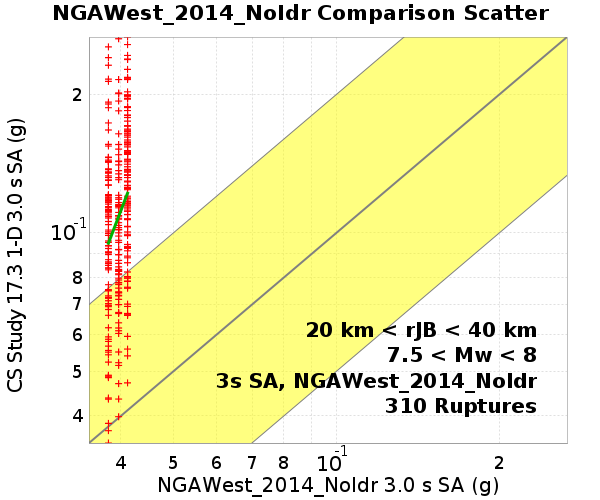 NGAWest_2014_NoIdr Comparison Scatter
CS Study 17.3 1-D 3.0 s SA (g)
2
10^-1
8
7
6
5
4
20 km < rJB < 40 km
7.5 < Mw < 8
3s SA, NGAWest_2014_NoIdr
310 Ruptures
4 5 6 7 8 10^-1 2
NGAWest_2014_NoIdr 3.0 s SA (g)